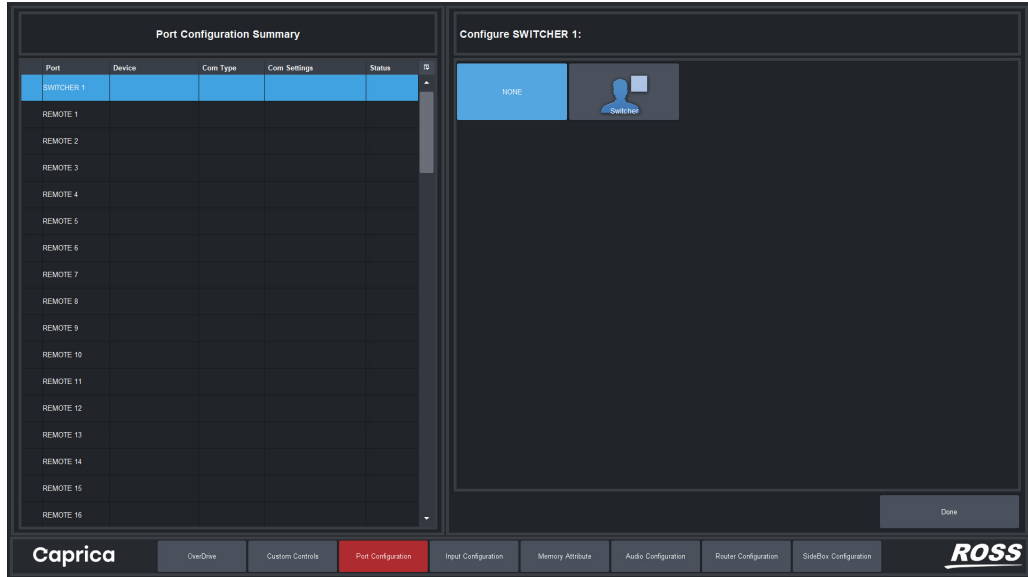 Port Configuration Summary
Port Device Com Type Com Settings Status
SWITCHER 1
REMOTE 1
REMOTE 2
REMOTE 3
REMOTE 4
REMOTE 5
REMOTE 6
REMOTE 7
REMOTE 8
REMOTE 9
REMOTE 10
REMOTE 11
REMOTE 12
REMOTE 13
REMOTE 14
REMOTE 15
REMOTE 16
Configure SWITCHER 1:
NONE
Switcher
Done
Caprica OverDrive Custom Controls Port Configuration Input Configuration Memory Attribute Audio Configuration Router Configuration SideBox Configuration ROSS